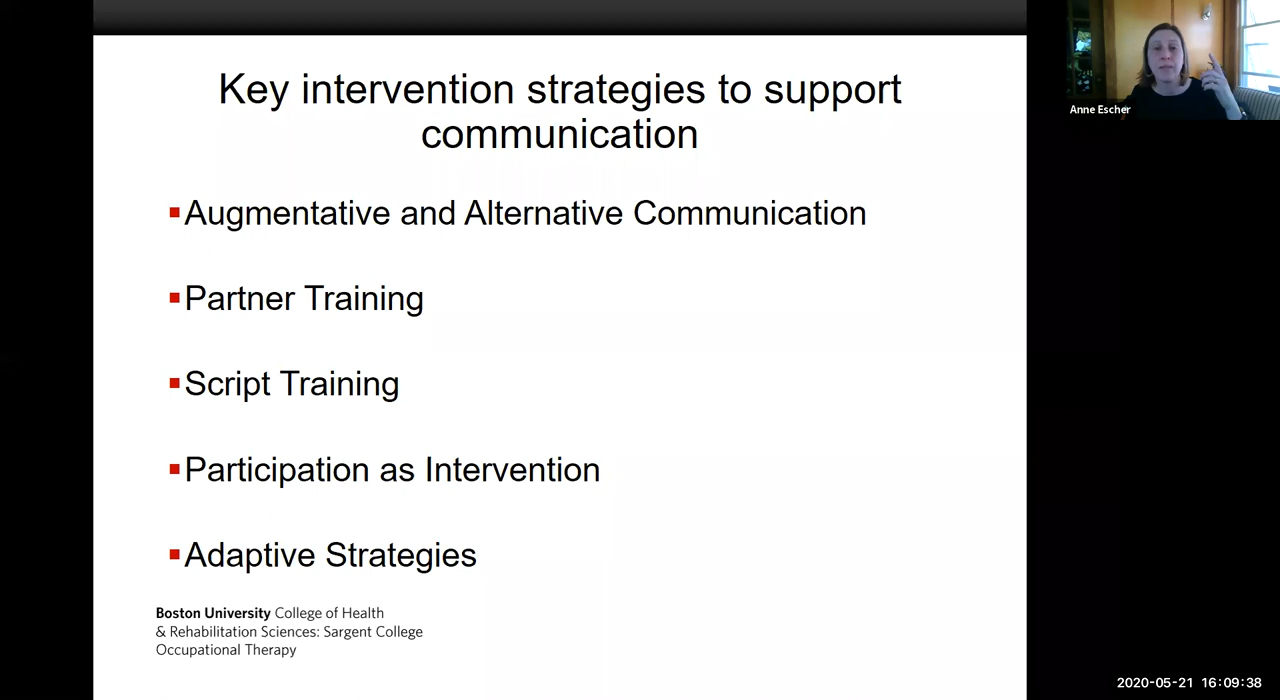 Key intervention strategies to support
communication
Augmentative and Alternative Communication
Partner Training
Script Training
Participation as Intervention
Adaptive Strategies
Boston University College of Health
& Rehabilitation Sciences: Sargent College
Occupational Therapy
Anne Escher
2020-05-21 16:09:38